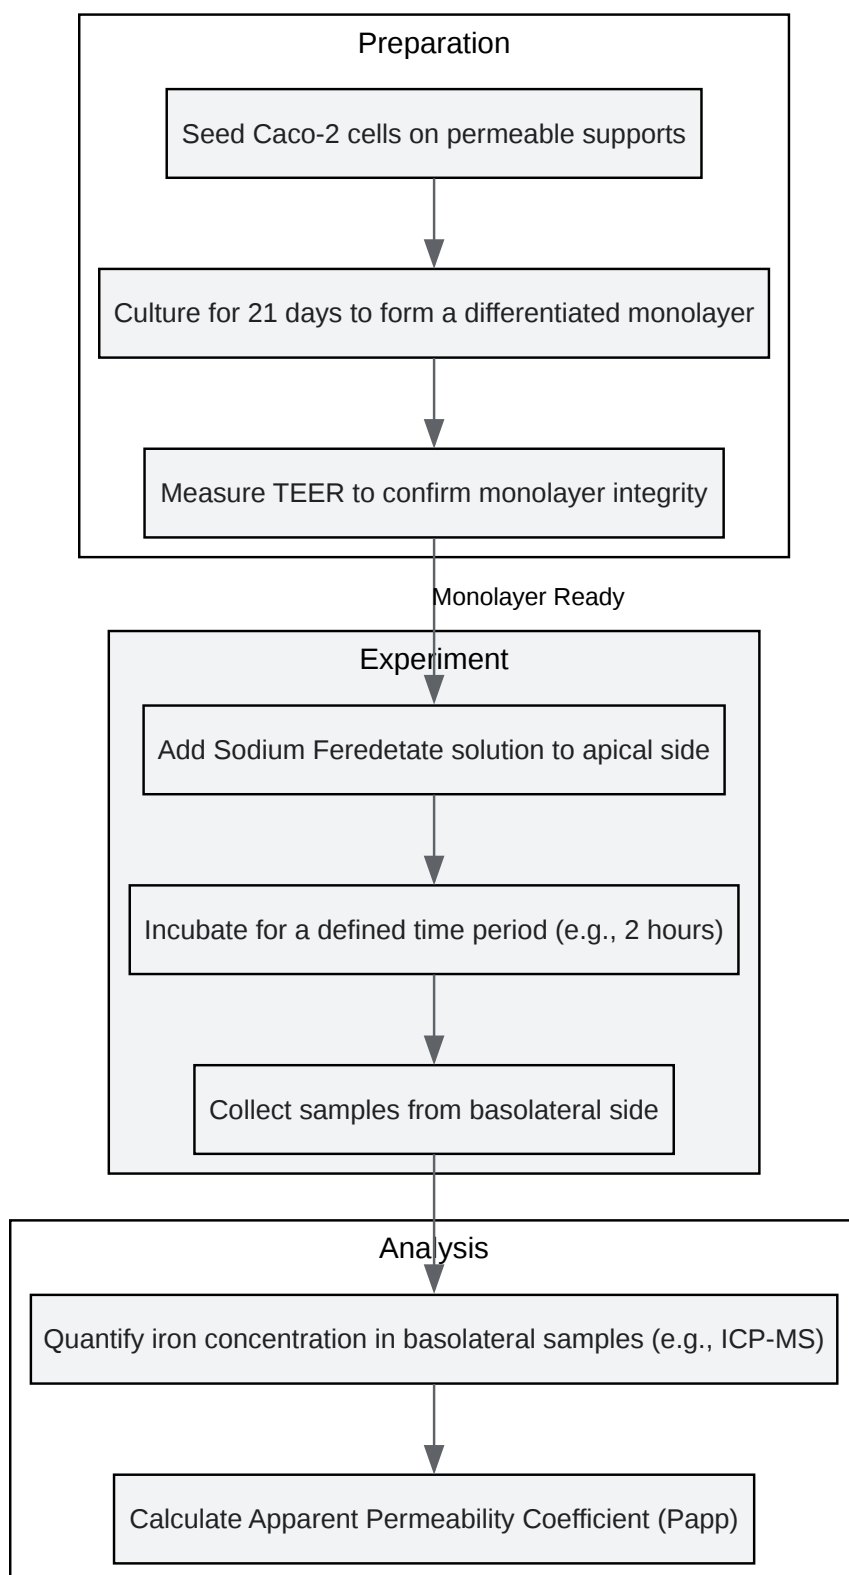 Preparation
Seed Caco-2 cells on permeable supports
Culture for 21 days to form a differentiated monolayer
Measure TEER to confirm monolayer integrity
Monolayer Ready
Experiment
Add Sodium Feredetate solution to apical side
Incubate for a defined time period (e.g., 2 hours)
Collect samples from basolateral side
Analysis
Quantify iron concentration in basolateral samples (e.g., ICP-MS)
Calculate Apparent Permeability Coefficient (Papp)